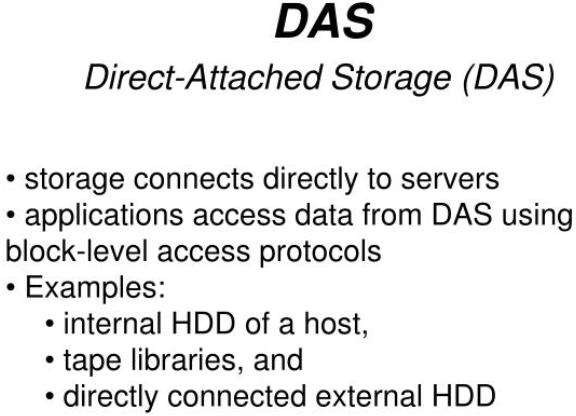 DAS
Direct-Attached Storage (DAS)
• storage connects directly to servers
• applications access data from DAS using
block-level access protocols
• Examples:
• internal HDD of a host,
• tape libraries, and
• directly connected external HDD